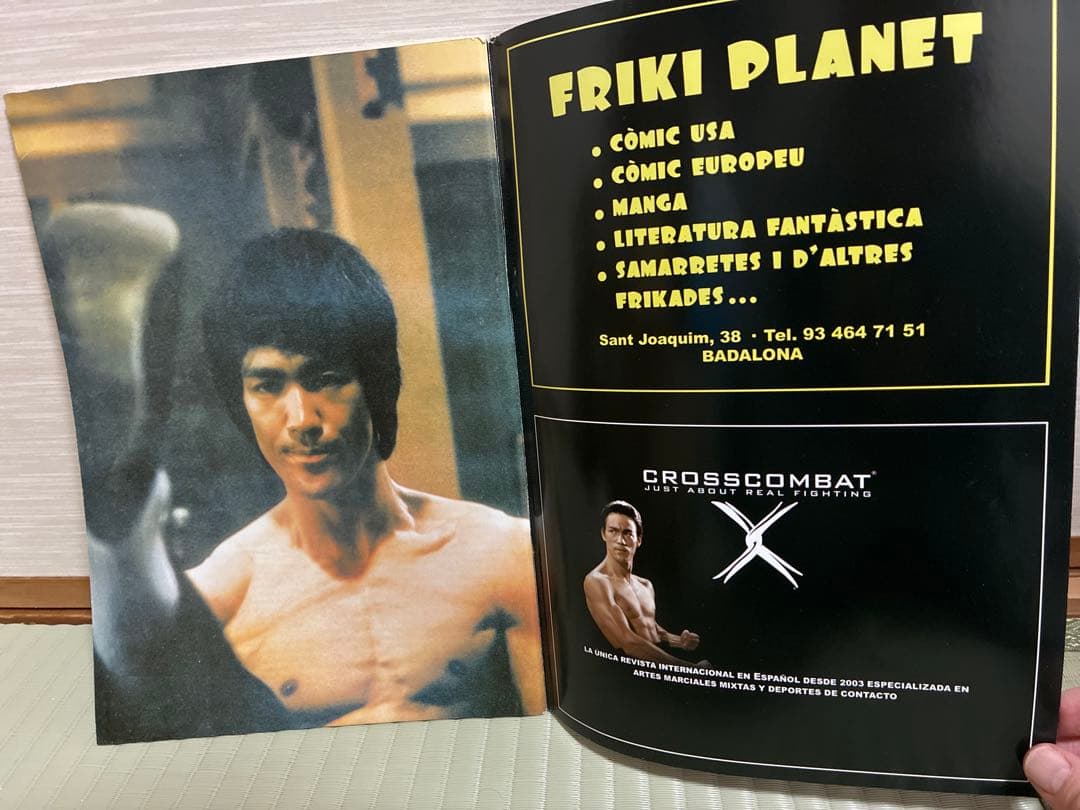 FRIKI PLANET
• CÒMIC USA
• CÒMIC EUROPEU
• MANGA
• LITERATURA FANTÀSTICA
• SAMARRETES I D'ALTRES
FRIKADES...
Sant Joaquim, 38 · Tel. 93 464 71 51
BADALONA
CROSSCOMBAT®
JUST ABOUT REAL FIGHTING
LA ÚNICA REVISTA INTERNACIONAL EN ESPAÑOL DESDE 2003 ESPECIALIZADA EN
ARTES MARCIALES MIXTAS Y DEPORTES DE CONTACTO